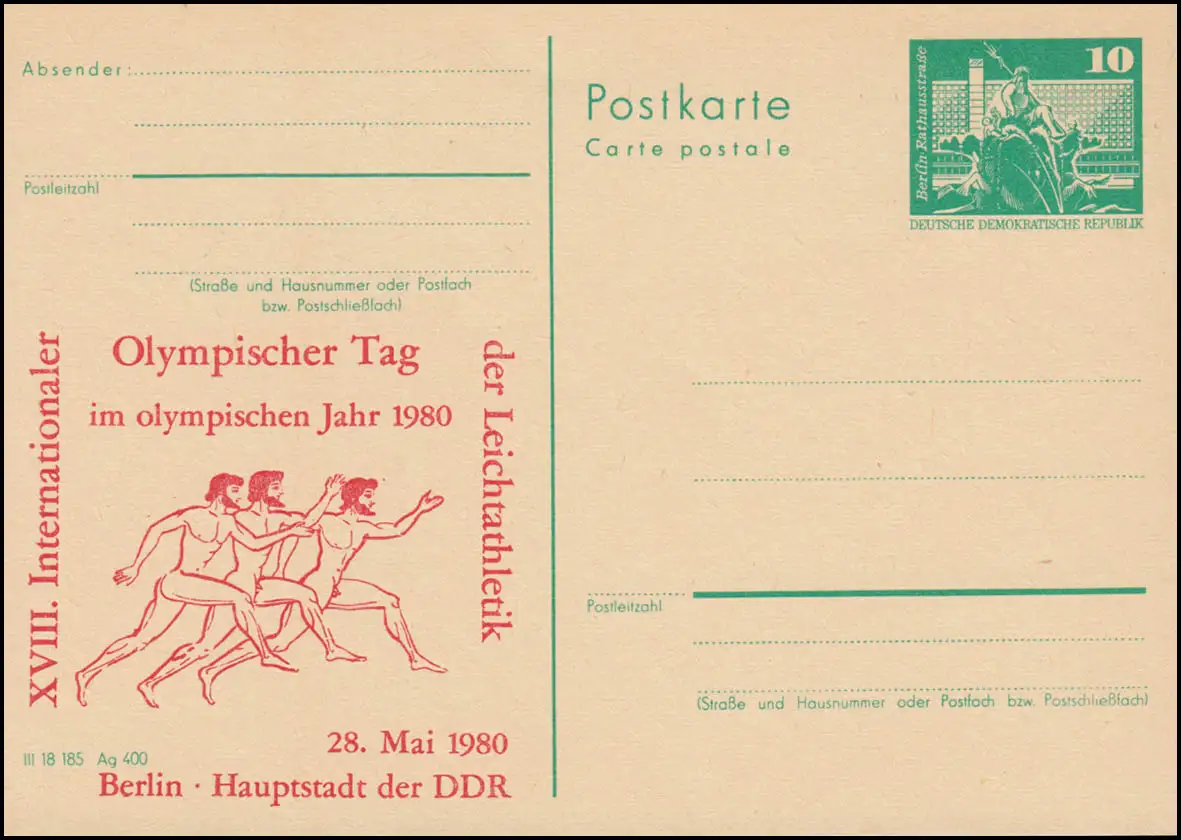 Absender:
Postleitzahl
(Straße und Hausnummer oder Postfach
bzw. Postschließfach)
XVIII. Internationaler
Olympischer Tag
im olympischen Jahr 1980
der Leichtathletik
28. Mai 1980
III 18 185 Ag 400
Berlin · Hauptstadt der DDR
Postkarte
Carte postale
10
Berlin-Rathausstraße
DEUTSCHE DEMOKRATISCHE REPUBLIK
Postleitzahl
(Straße und Hausnummer oder Postfach bzw. Postschließfach)